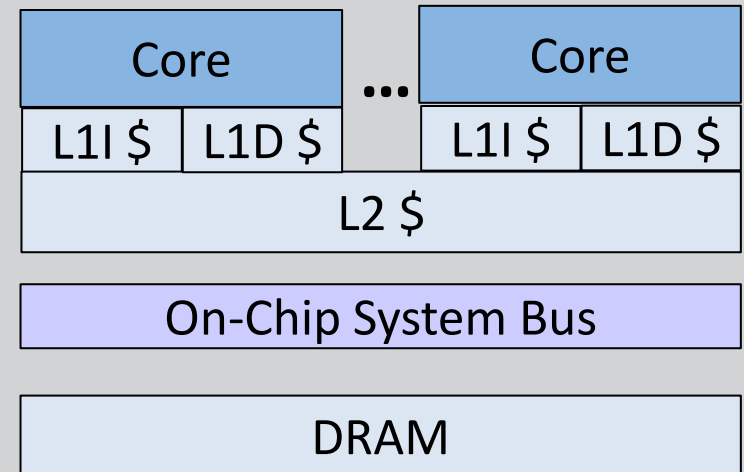 Core
...
Core
L1I $
L1D $
L1I $
L1D $
L2 $
On-Chip System Bus
DRAM